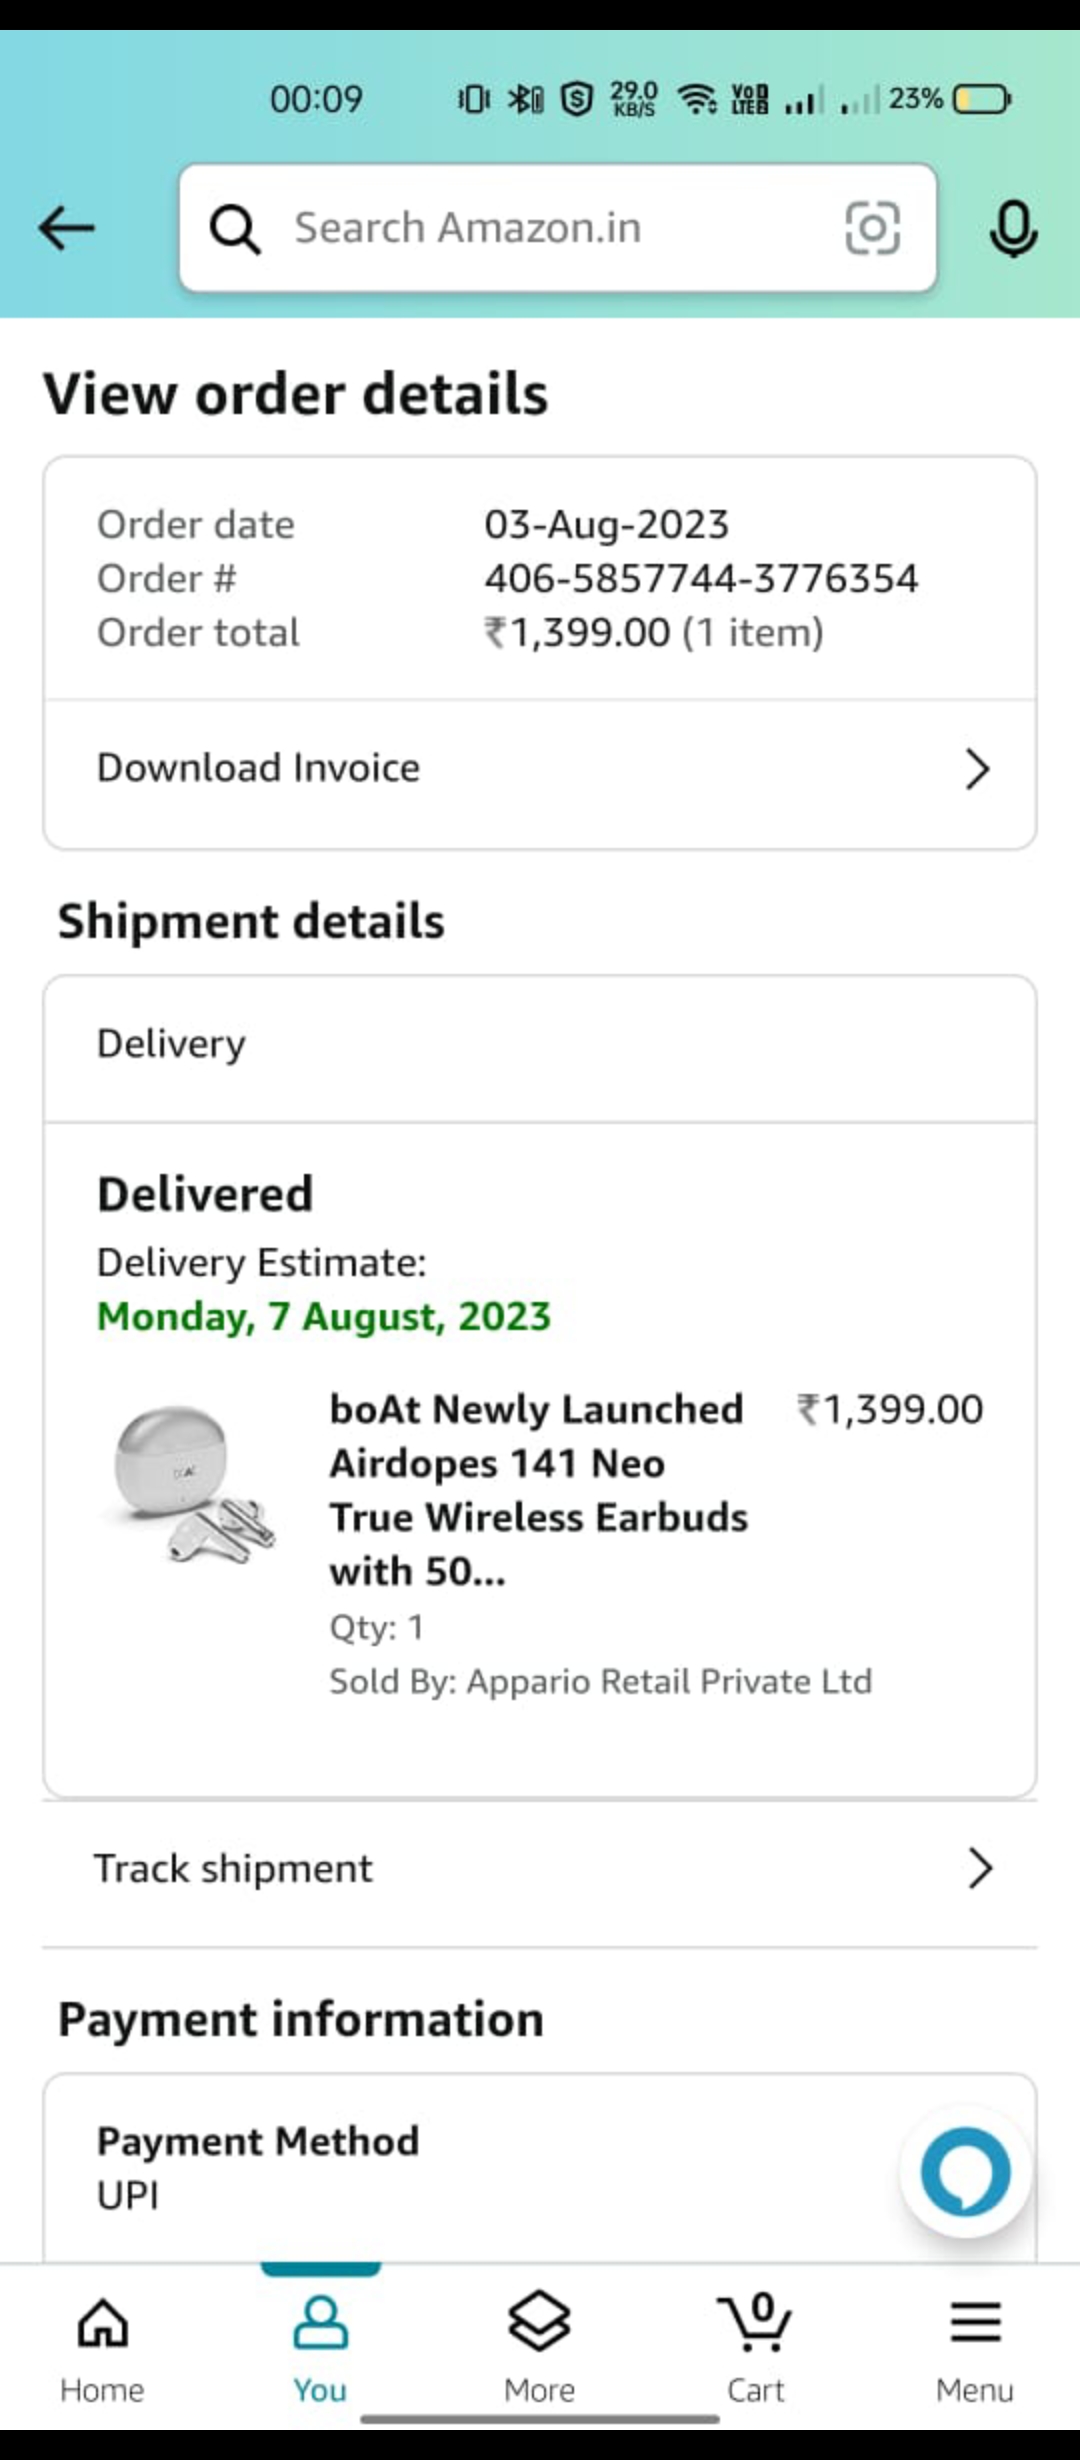 00:09 29.0 KB/S VoD LTE2 23%
Search Amazon.in
View order details
Order date 03-Aug-2023
Order # 406-5857744-3776354
Order total ₹1,399.00 (1 item)
Download Invoice
Shipment details
Delivery
Delivered
Delivery Estimate:
Monday, 7 August, 2023
boAt Newly Launched ₹1,399.00
Airdopes 141 Neo
True Wireless Earbuds
with 50...
Qty: 1
Sold By: Appario Retail Private Ltd
Track shipment
Payment information
Payment Method
UPI
0
Home You More Cart Menu